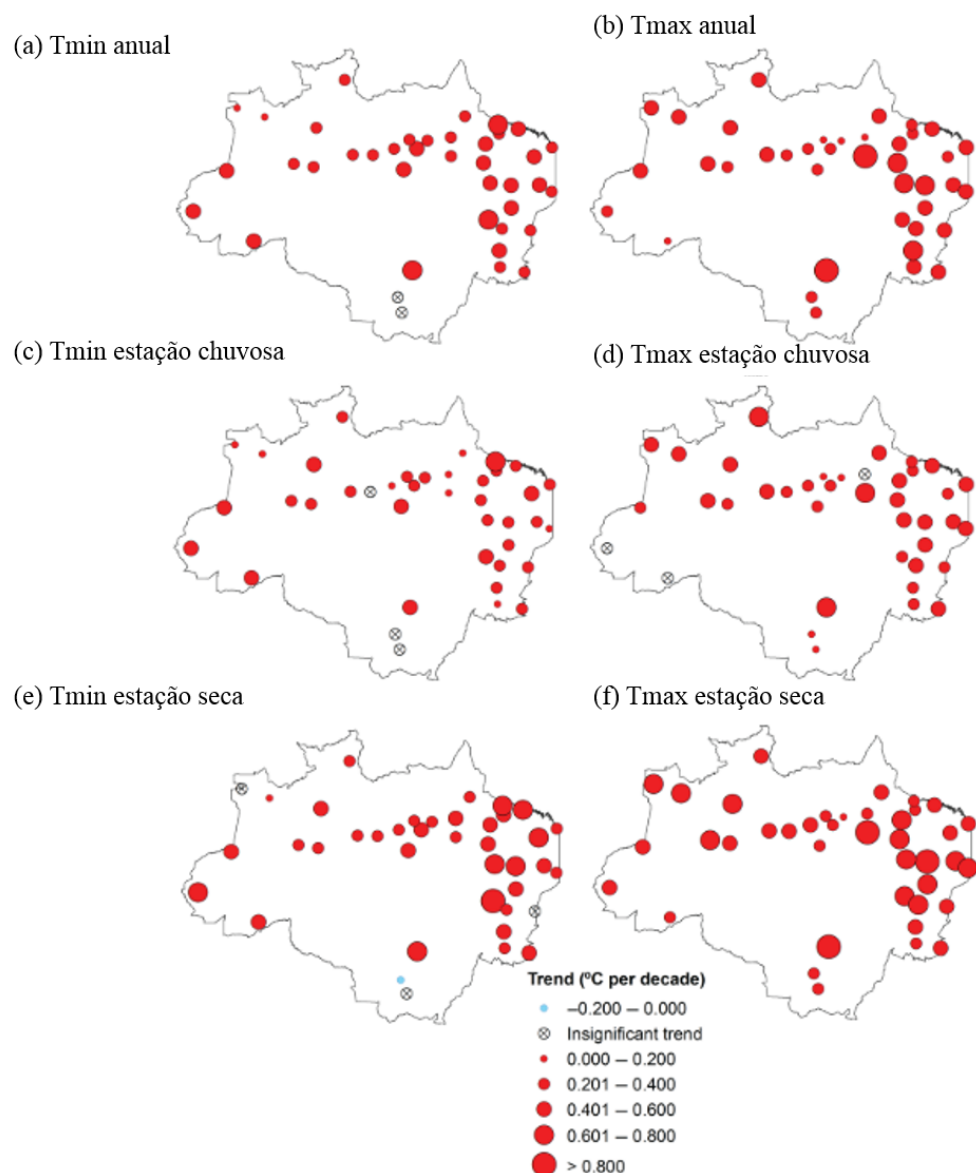 (a) Tmin anual
(b) Tmax anual
(c) Tmin estação chuvosa
(d) Tmax estação chuvosa
(e) Tmin estação seca
(f) Tmax estação seca
Trend (ºC per decade)
–0.200 — 0.000
Insignificant trend
0.000 — 0.200
0.201 — 0.400
0.401 — 0.600
0.601 — 0.800
> 0.800